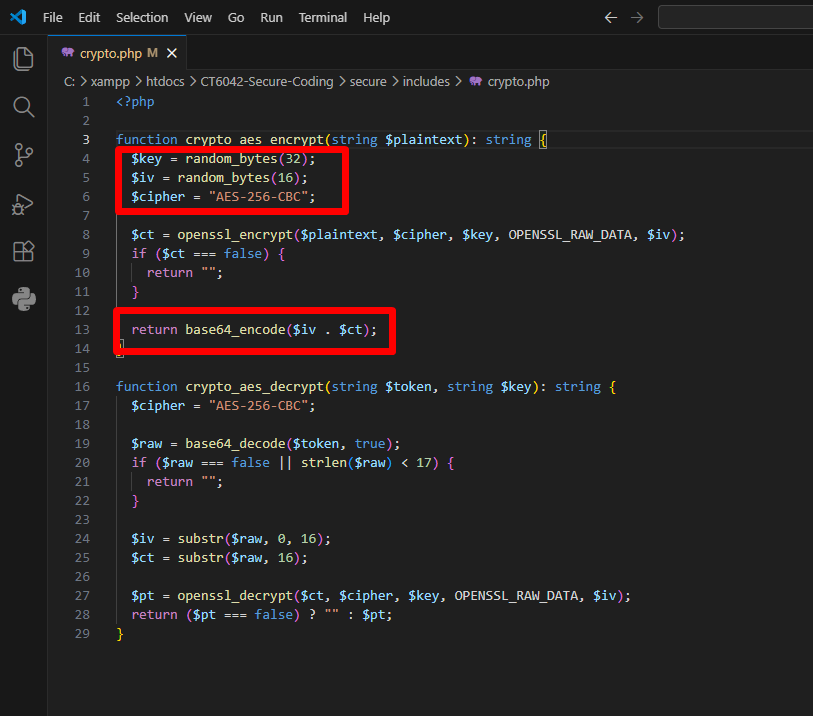 File Edit Selection View Go Run Terminal Help
crypto.php M
C: > xampp > htdocs > CT6042-Secure-Coding > secure > includes > crypto.php
1 <?php
2
3 function crypto_aes_encrypt(string $plaintext): string {
4 $key = random_bytes(32);
5 $iv = random_bytes(16);
6 $cipher = "AES-256-CBC";
7
8 $ct = openssl_encrypt($plaintext, $cipher, $key, OPENSSL_RAW_DATA, $iv);
9 if ($ct === false) {
10 return "";
11 }
12
13 return base64_encode($iv . $ct);
14 }
15
16 function crypto_aes_decrypt(string $token, string $key): string {
17 $cipher = "AES-256-CBC";
18
19 $raw = base64_decode($token, true);
20 if ($raw === false || strlen($raw) < 17) {
21 return "";
22 }
23
24 $iv = substr($raw, 0, 16);
25 $ct = substr($raw, 16);
26
27 $pt = openssl_decrypt($ct, $cipher, $key, OPENSSL_RAW_DATA, $iv);
28 return ($pt === false) ? "" : $pt;
29 }